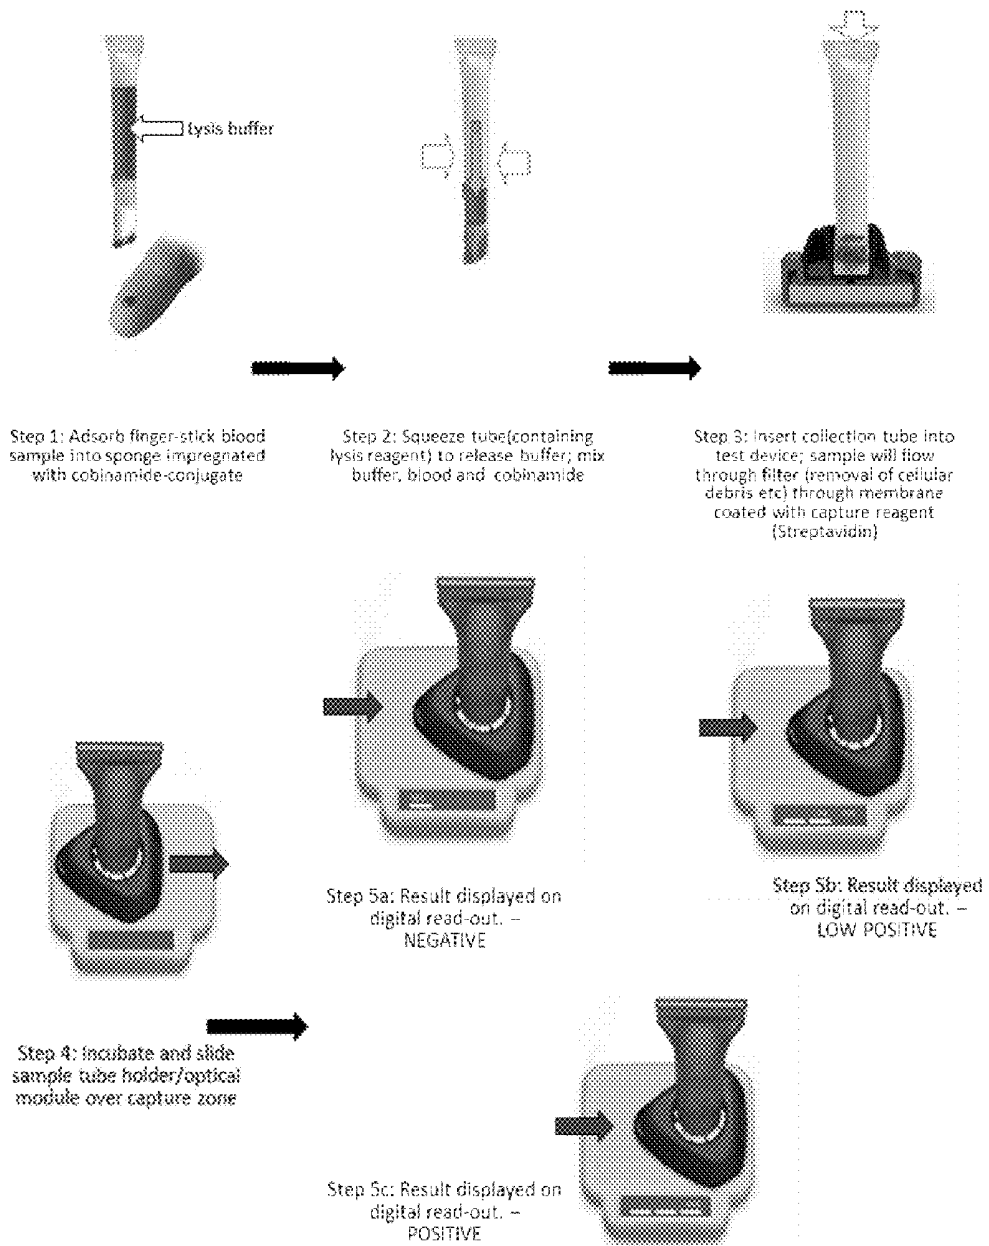 Lysis buffer
Step 1: Adsorb finger-stick blood
sample into sponge impregnated
with cobinamide-conjugate
Step 2: Squeeze tube(containing
lysis reagent) to release buffer; mix
buffer, blood and cobinamide
Step 3: Insert collection tube into
test device; sample will flow
through filter (removal of cellular
debris etc) through membrane
coated with capture reagent
(Streptavidin)
Step 4: Incubate and slide
sample tube holder/optical
module over capture zone
Step 5a: Result displayed on
digital read-out. –
NEGATIVE
Step 5b: Result displayed
on digital read-out. –
LOW POSITIVE
Step 5c: Result displayed on
digital read-out. –
POSITIVE